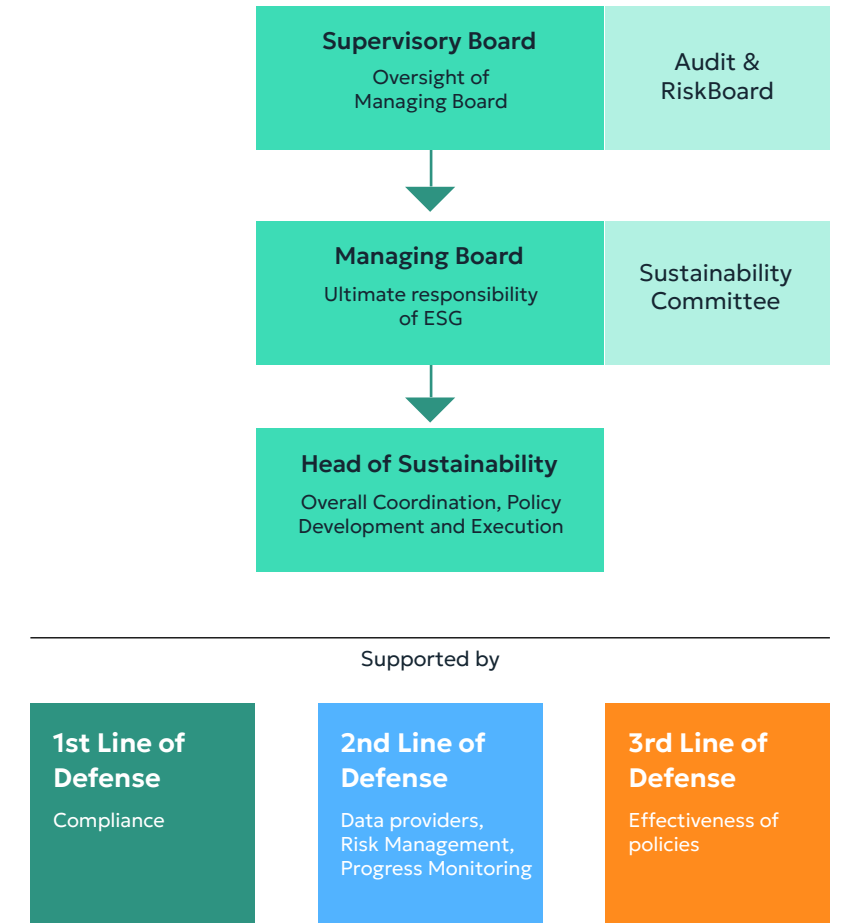 Supervisory Board
Oversight of
Managing Board
Audit &
RiskBoard
Managing Board
Ultimate responsibility
of ESG
Sustainability
Committee
Head of Sustainability
Overall Coordination, Policy
Development and Execution
Supported by
1st Line of
Defense
Compliance
2nd Line of
Defense
Data providers,
Risk Management,
Progress Monitoring
3rd Line of
Defense
Effectiveness of
policies